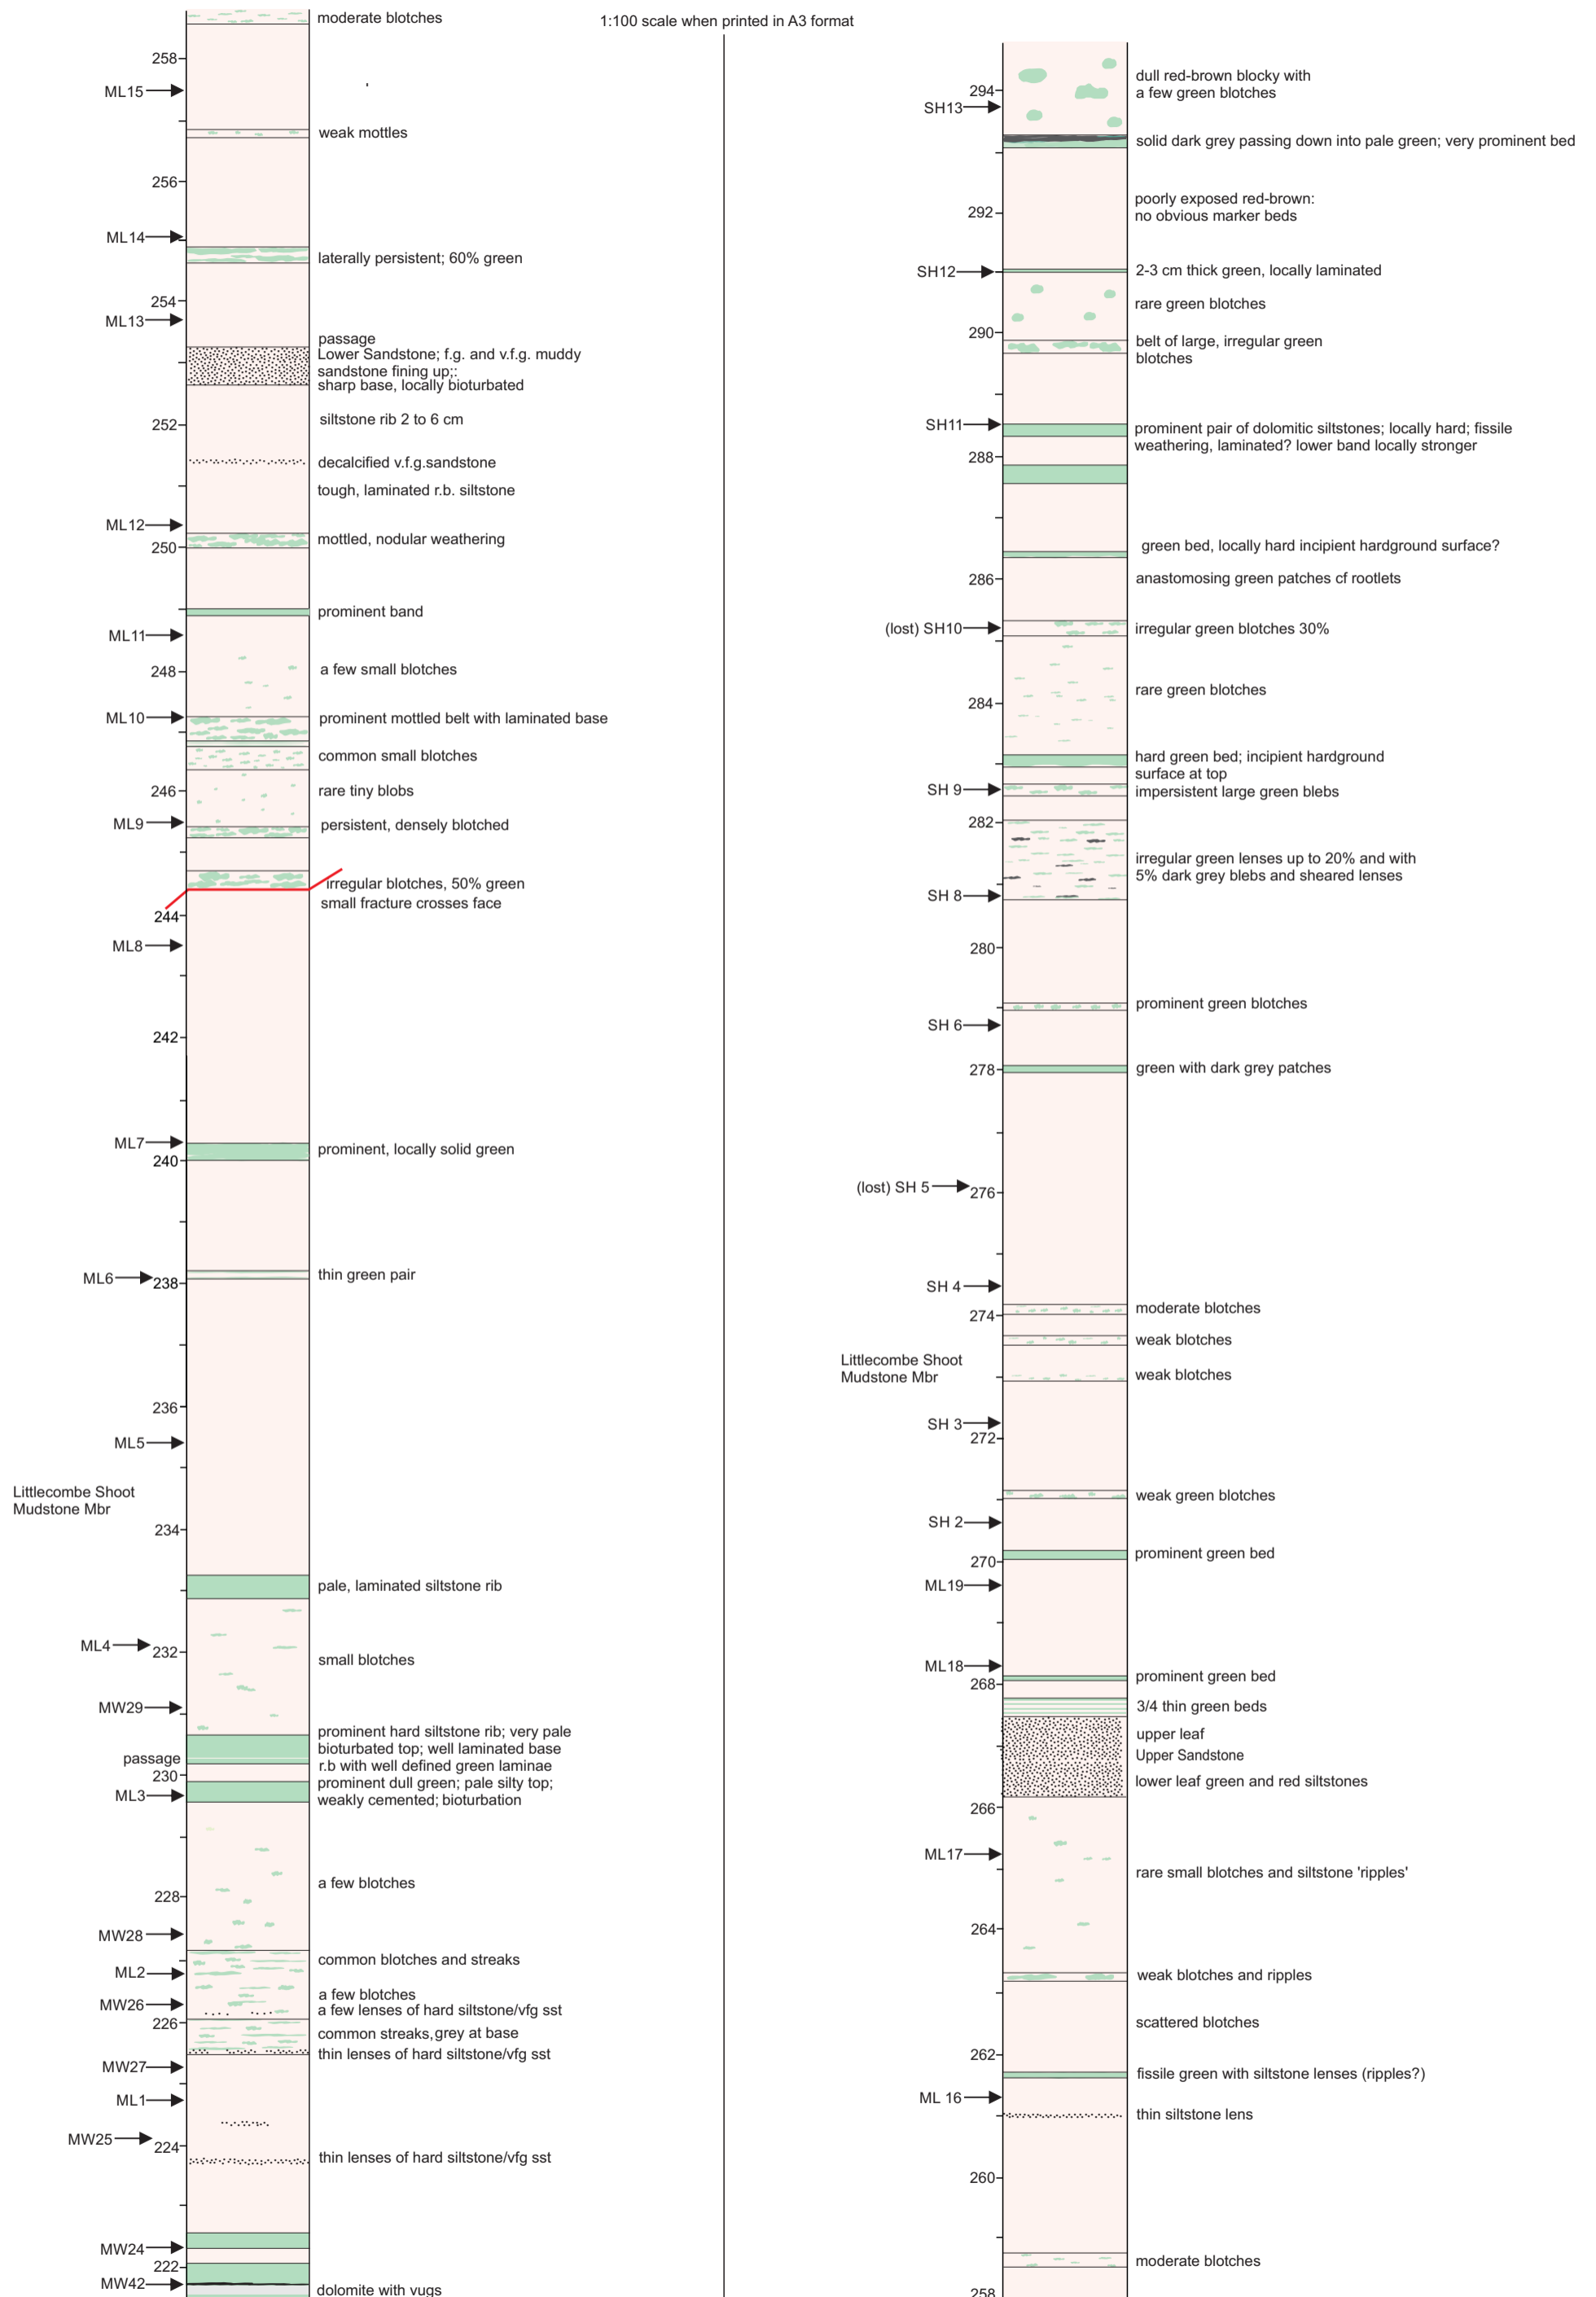 1:100 scale when printed in A3 format
moderate blotches
258
ML15
weak mottles
256
ML14
laterally persistent; 60% green
254
ML13
passage
Lower Sandstone; f.g. and v.f.g. muddy
sandstone fining up;:
sharp base, locally bioturbated
siltstone rib 2 to 6 cm
252
decalcified v.f.g.sandstone
tough, laminated r.b. siltstone
ML12
mottled, nodular weathering
250
prominent band
ML11
a few small blotches
248
ML10
prominent mottled belt with laminated base
common small blotches
246
rare tiny blobs
ML9
persistent, densely blotched
irregular blotches, 50% green
small fracture crosses face
244
ML8
242
ML7
prominent, locally solid green
240
thin green pair
ML6
238
236
ML5
Littlecombe Shoot
Mudstone Mbr
234
pale, laminated siltstone rib
ML4
232
small blotches
MW29
prominent hard siltstone rib; very pale
bioturbated top; well laminated base
passage
r.b with well defined green laminae
230
prominent dull green; pale silty top;
ML3
weakly cemented; bioturbation
a few blotches
228
MW28
common blotches and streaks
ML2
a few blotches
MW26
a few lenses of hard siltstone/vfg sst
226
common streaks,grey at base
thin lenses of hard siltstone/vfg sst
MW27
ML1
MW25
224
thin lenses of hard siltstone/vfg sst
MW24
222
MW42
dolomite with vugs
dull red-brown blocky with
a few green blotches
294
SH13
solid dark grey passing down into pale green; very prominent bed
poorly exposed red-brown:
no obvious marker beds
292
SH12
2-3 cm thick green, locally laminated
rare green blotches
290
belt of large, irregular green
blotches
SH11
prominent pair of dolomitic siltstones; locally hard; fissile
weathering, laminated? lower band locally stronger
288
green bed, locally hard incipient hardground surface?
286
anastomosing green patches cf rootlets
(lost) SH10
irregular green blotches 30%
rare green blotches
284
hard green bed; incipient hardground
surface at top
SH 9
impersistent large green blebs
282
irregular green lenses up to 20% and with
5% dark grey blebs and sheared lenses
SH 8
280
prominent green blotches
SH 6
278
green with dark grey patches
(lost) SH 5
276
SH 4
moderate blotches
274
weak blotches
Littlecombe Shoot
Mudstone Mbr
weak blotches
SH 3
272
weak green blotches
SH 2
prominent green bed
270
ML19
ML18
prominent green bed
268
3/4 thin green beds
upper leaf
Upper Sandstone
lower leaf green and red siltstones
266
ML17
rare small blotches and siltstone 'ripples'
264
weak blotches and ripples
scattered blotches
262
fissile green with siltstone lenses (ripples?)
ML 16
thin siltstone lens
260
moderate blotches
258